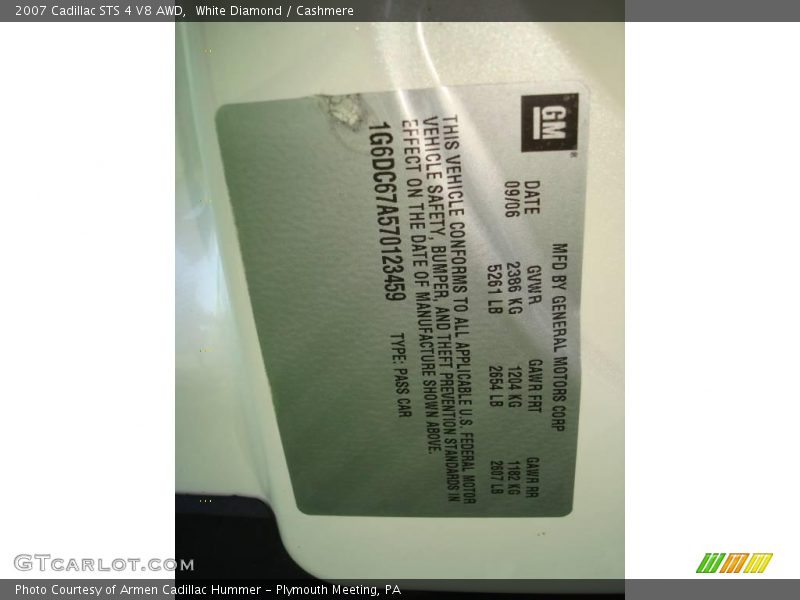 2007 Cadillac STS 4 V8 AWD,  White Diamond / Cashmere
GM
MFD BY GENERAL MOTORS CORP
DATE GVWR GAWR FRT GAWR RR
09/06 2386 KG 1204 KG 1182 KG
5261 LB 2654 LB 2607 LB
THIS VEHICLE CONFORMS TO ALL APPLICABLE U.S. FEDERAL MOTOR
VEHICLE SAFETY, BUMPER, AND THEFT PREVENTION STANDARDS IN
EFFECT ON THE DATE OF MANUFACTURE SHOWN ABOVE.
1G6DC67A570123459 TYPE: PASS CAR
GTcarlot.com
Photo Courtesy of Armen Cadillac Hummer - Plymouth Meeting, PA